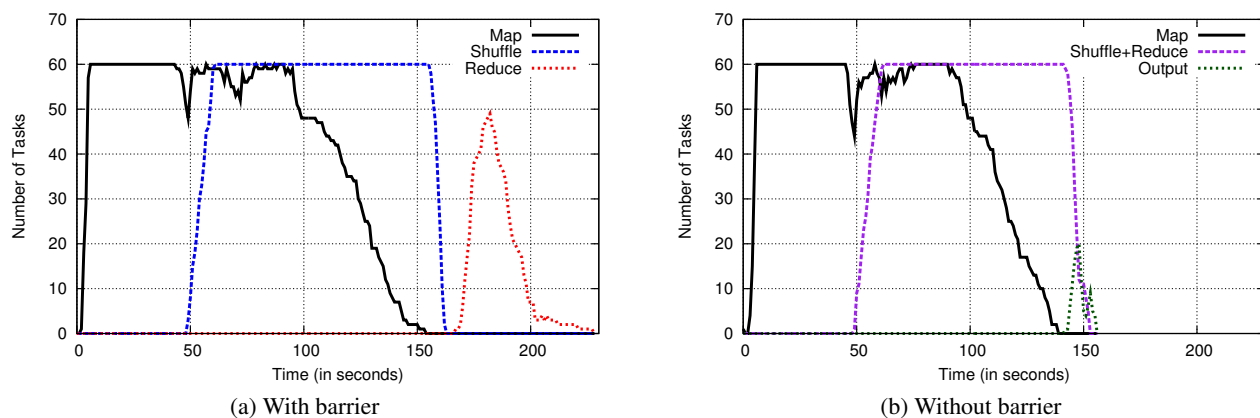 70
60
50
40
30
20
10
0
Number of Tasks
Map
Shuffle
Reduce
0 50 100 150 200
Time (in seconds)
(a) With barrier
70
60
50
40
30
20
10
0
Number of Tasks
Map
Shuffle+Reduce
Output
0 50 100 150 200
Time (in seconds)
(b) Without barrier